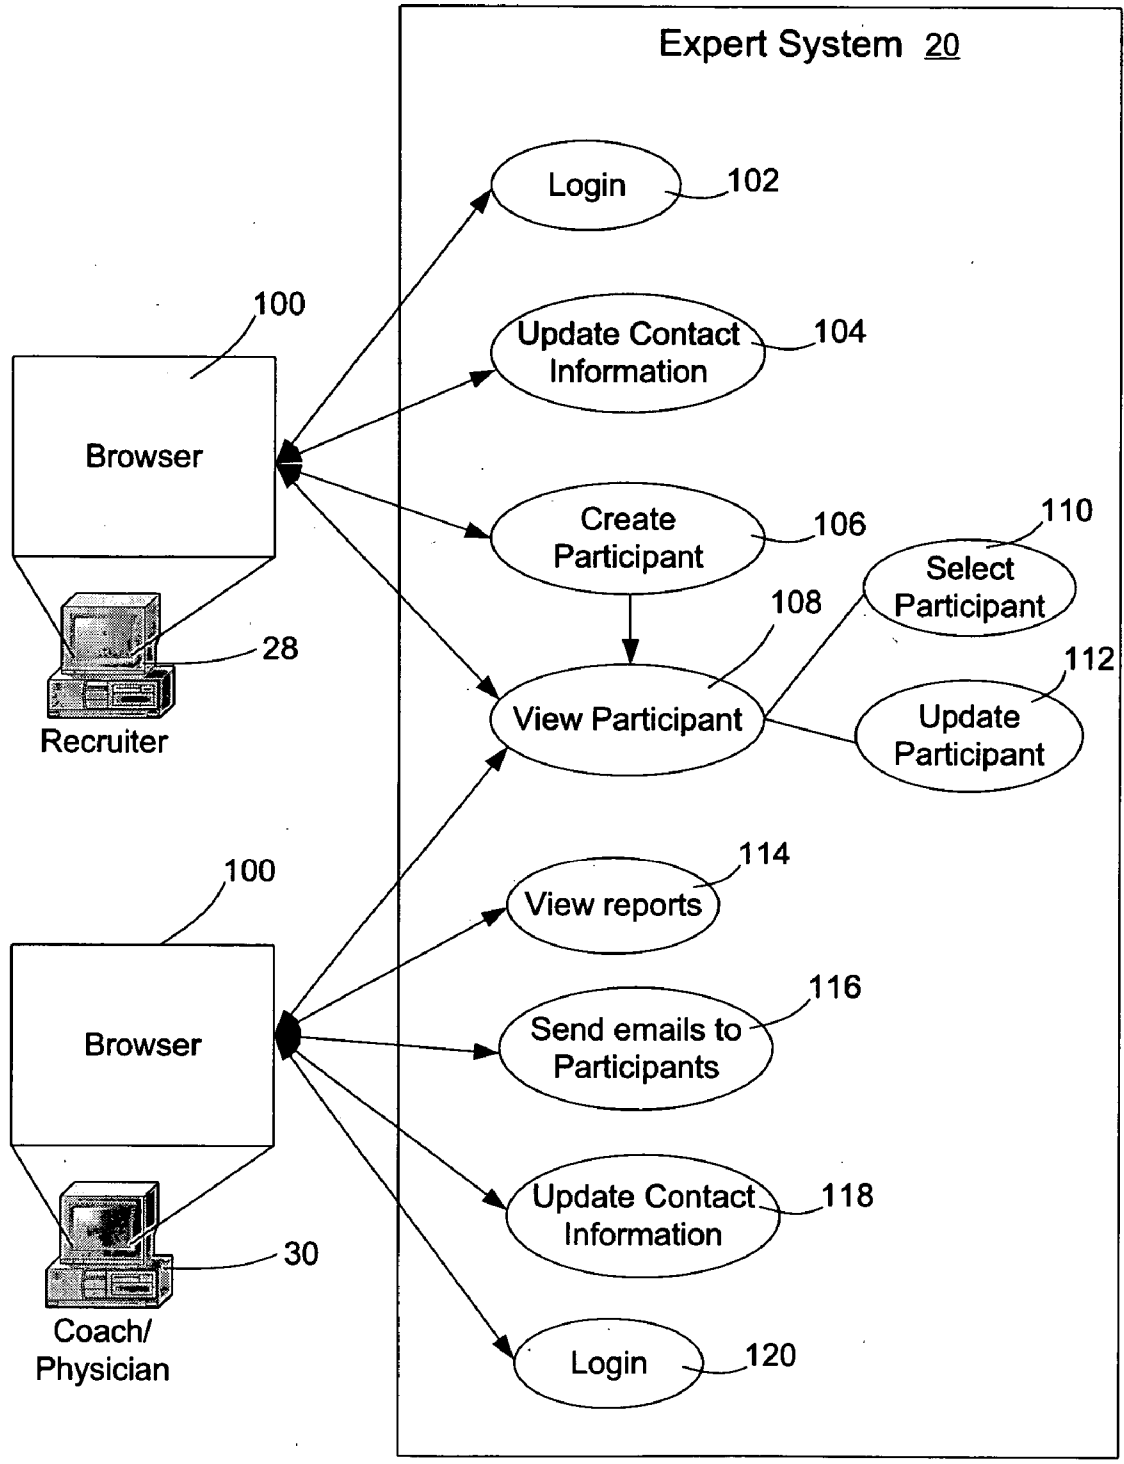 Expert System 20
Login
102
100
Update Contact
Information
104
Browser
Create
Participant
106
110
Select
Participant
108
28
Recruiter
View Participant
112
Update
Participant
100
114
View reports
116
Send emails to
Participants
Browser
Update Contact
Information
118
30
Coach/
Physician
Login
120